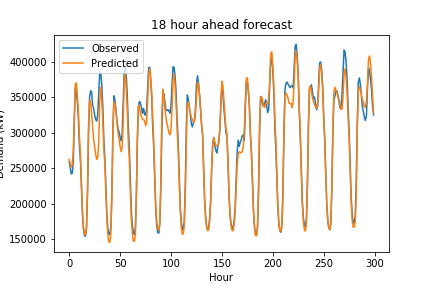 18 hour ahead forecast
Observed
Predicted
400000
350000
300000
250000
200000
150000
Demand (kW)
0 50 100 150 200 250 300
Hour